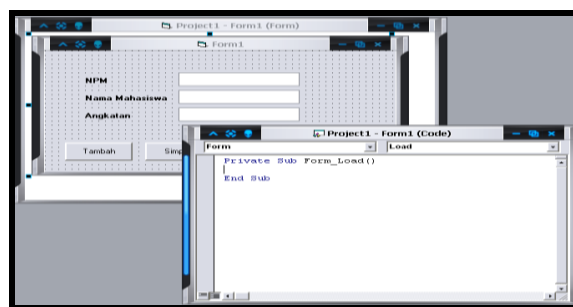 Project1 - Form1 (Form)
Form1
NPM
Nama Mahasiswa
Angkatan
Tambah
Simp
Project1 - Form1 (Code)
Form
Load
Private Sub Form_Load()
End Sub